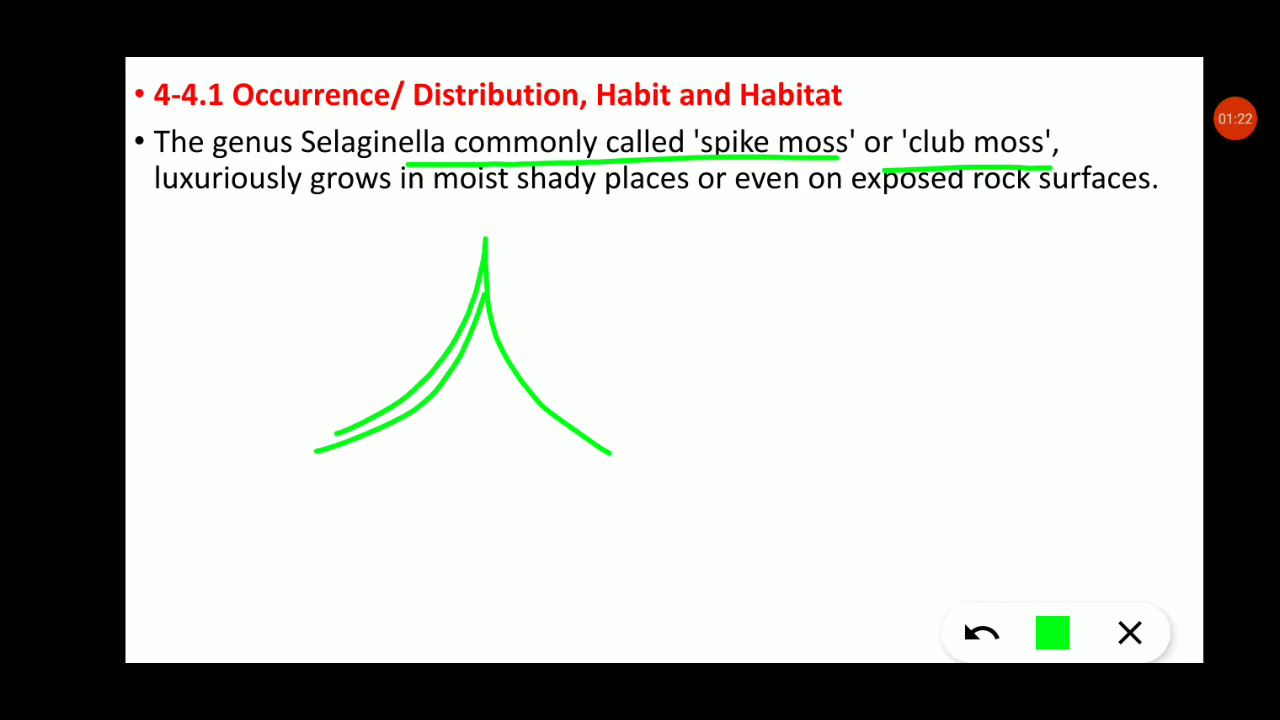 • 4-4.1 Occurrence/ Distribution, Habit and Habitat
• The genus Selaginella commonly called 'spike moss' or 'club moss',
luxuriously grows in moist shady places or even on exposed rock surfaces.
01:22